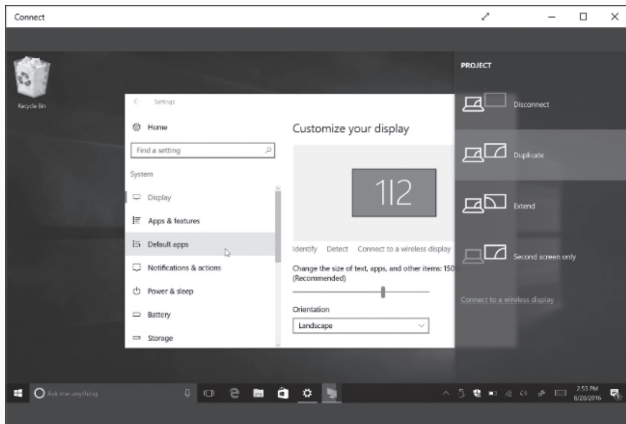 Connect
PROJECT
Recycle Bin
Disconnect
Settings
Home
Customize your display
Find a setting
Duplicate
System
1|2
Display
Apps & features
Extend
Default apps
Identify Detect Connect to a wireless display
Notifications & actions
Change the size of text, apps, and other items: 150
(Recommended)
Second screen only
Power & sleep
Connect to a wireless display
Orientation
Battery
Landscape
Storage
Ask me anything
2:55 PM
8/28/2016